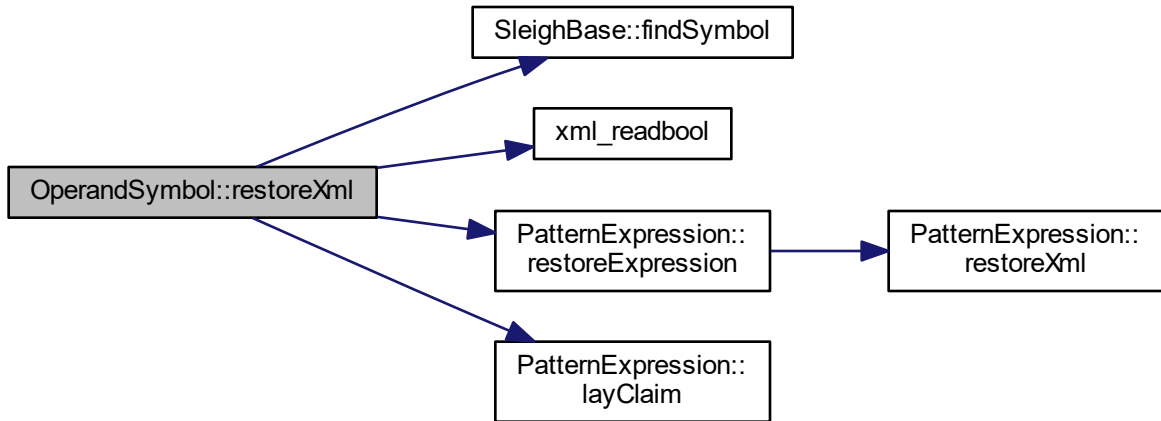 SleighBase::findSymbol
xml_readbool
OperandSymbol::restoreXml
PatternExpression::
restoreExpression
PatternExpression::
restoreXml
PatternExpression::
layClaim